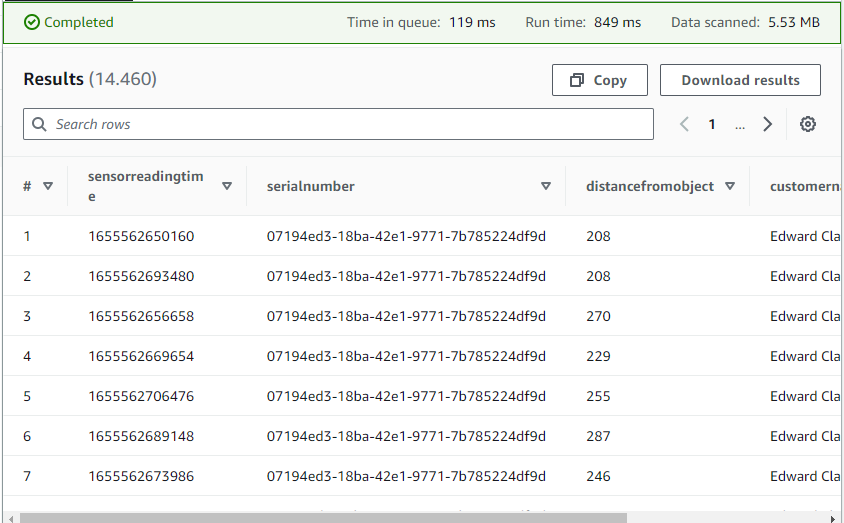 Completed Time in queue: 119 ms Run time: 849 ms Data scanned: 5.53 MB
Results (14.460) Copy Download results
Search rows 1 ...
# sensorreadingtim
e serialnumber distancefromobject customerna
1 1655562650160 07194ed3-18ba-42e1-9771-7b785224df9d 208 Edward Cla
2 1655562693480 07194ed3-18ba-42e1-9771-7b785224df9d 208 Edward Cla
3 1655562656658 07194ed3-18ba-42e1-9771-7b785224df9d 270 Edward Cla
4 1655562669654 07194ed3-18ba-42e1-9771-7b785224df9d 229 Edward Cla
5 1655562706476 07194ed3-18ba-42e1-9771-7b785224df9d 255 Edward Cla
6 1655562689148 07194ed3-18ba-42e1-9771-7b785224df9d 287 Edward Cla
7 1655562673986 07194ed3-18ba-42e1-9771-7b785224df9d 246 Edward Cla